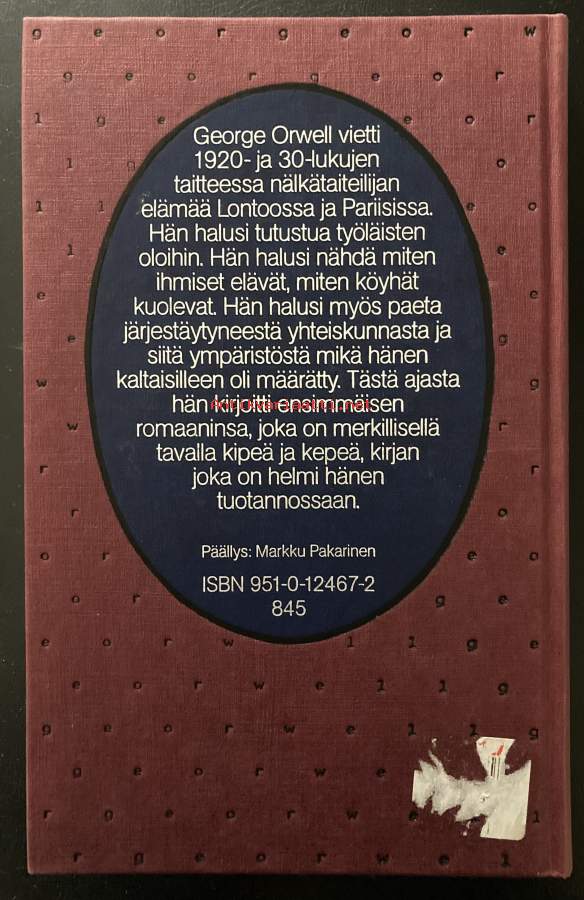 g e o r g e o r w
g e o r g e o r
George Orwell vietti
1920- ja 30-lukujen
taitteessa nälkätaiteilijan
elämää Lontoossa ja Pariisissa.
Hän halusi tutustua työläisten
oloihin. Hän halusi nähdä miten
ihmiset elävät, miten köyhät
kuolevat. Hän halusi myös paeta
järjestäytyneestä yhteiskunnasta ja
siitä ympäristöstä mikä hänen
kaltaisilleen oli määrätty. Tästä ajasta
hän kirjoitti ensimmäisen
romaaninsa, joka on merkillisellä
tavalla kipeä ja kepeä, kirjan
joka on helmi hänen
tuotannossaan.
Päällys: Markku Pakarinen
ISBN 951-0-12467-2
845
e o r w e l l g e
e o r w e l l g
g e o r w e l l g
g e o r w e
r g e o r w e l